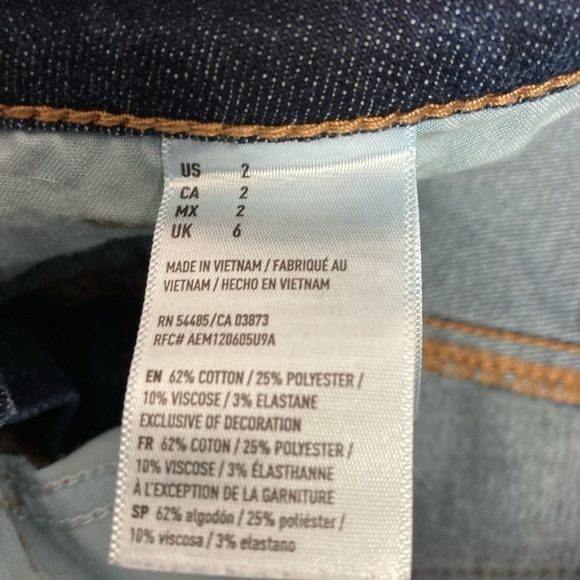 US 2
CA 2
MX 2
UK 6
MADE IN VIETNAM / FABRIQUÉ AU
VIETNAM / HECHO EN VIETNAM
RN 54485/CA 03873
RFC# AEM120605U9A
EN 62% COTTON / 25% POLYESTER /
10% VISCOSE / 3% ELASTANE
EXCLUSIVE OF DECORATION
FR 62% COTON / 25% POLYESTER /
10% VISCOSE / 3% ÉLASTHANNE
À L'EXCEPTION DE LA GARNITURE
SP 62% algodón / 25% poliéster /
10% viscosa / 3% elastano